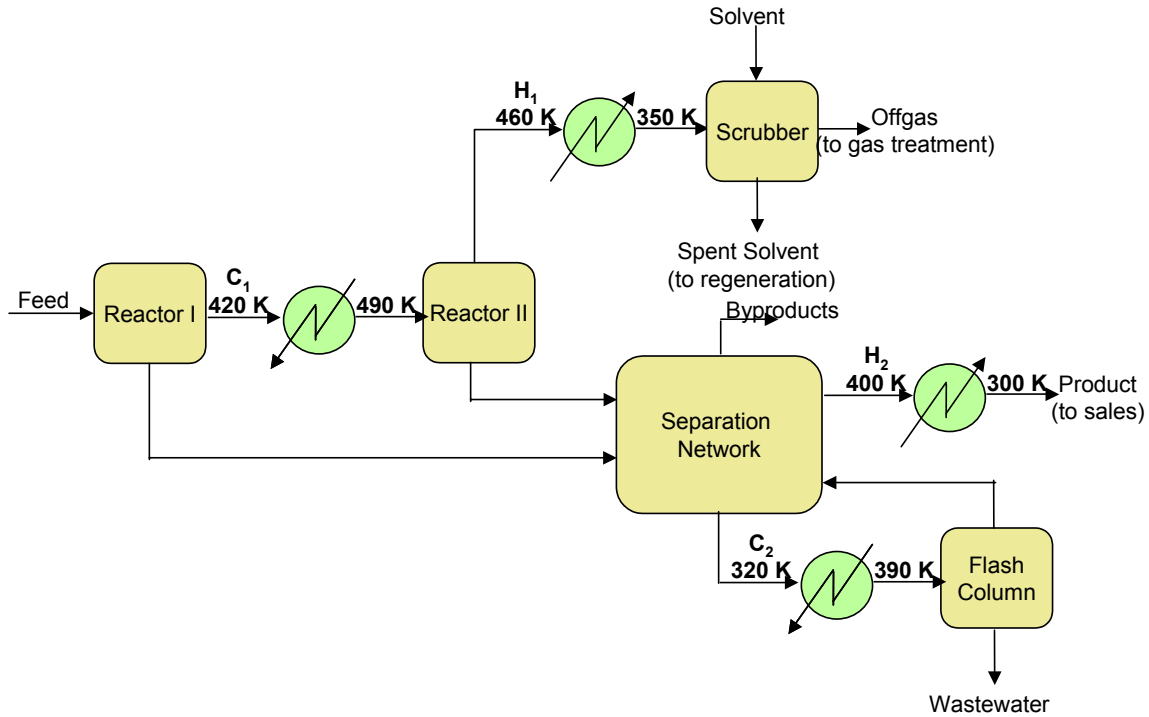 Solvent
H₁
460 K
350 K
Scrubber
Offgas
(to gas treatment)
Spent Solvent
(to regeneration)
Feed
Reactor I
C₁
420 K
490 K
Reactor II
Byproducts
Separation
Network
H₂
400 K
300 K
Product
(to sales)
C₂
320 K
390 K
Flash
Column
Wastewater